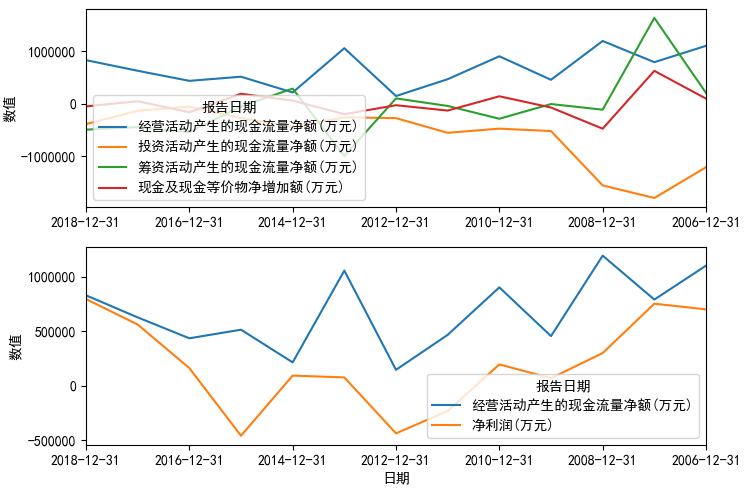 1000000
0
−1000000
数值
报告日期
经营活动产生的现金流量净额(万元)
投资活动产生的现金流量净额(万元)
筹资活动产生的现金流量净额(万元)
现金及现金等价物净增加额(万元)
2018-12-31 2016-12-31 2014-12-31 2012-12-31 2010-12-31 2008-12-31 2006-12-31
1000000
500000
0
−500000
数值
报告日期
经营活动产生的现金流量净额(万元)
净利润(万元)
2018-12-31 2016-12-31 2014-12-31 2012-12-31 2010-12-31 2008-12-31 2006-12-31
日期